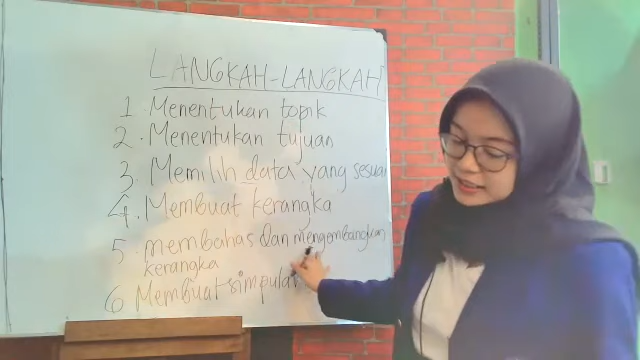 LANGKAH-LANGKAH
1. Menentukan topik
2. Menentukan tujuan
3. Memilih data yang sesuai
4. Membuat kerangka
5. membahas dan mengembangkan
kerangka
6. Membuat simpulan